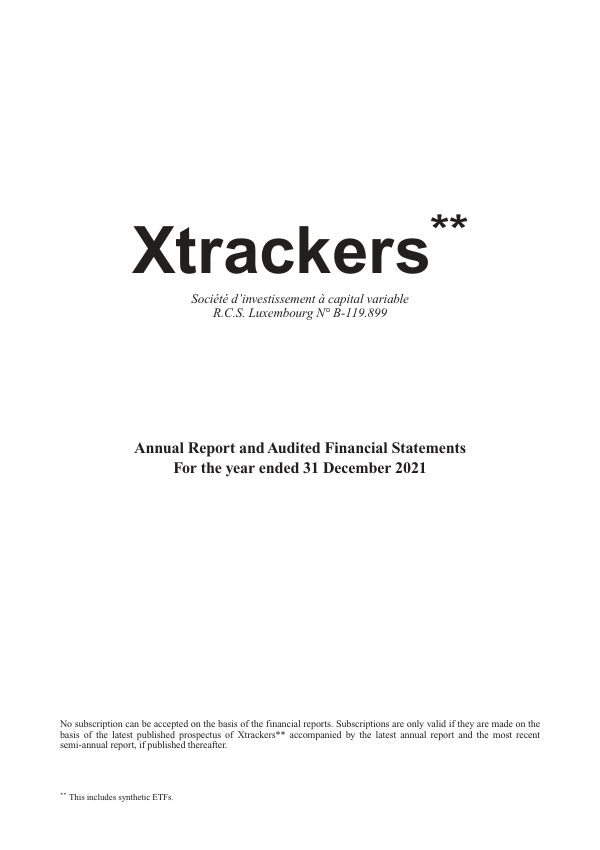 Xtrackers**
Société d'investissement à capital variable
R.C.S. Luxembourg N° B-119.899
Annual Report and Audited Financial Statements
For the year ended 31 December 2021
No subscription can be accepted on the basis of the financial reports. Subscriptions are only valid if they are made on the
basis of the latest published prospectus of Xtrackers** accompanied by the latest annual report and the most recent
semi-annual report, if published thereafter.
** This includes synthetic ETFs.